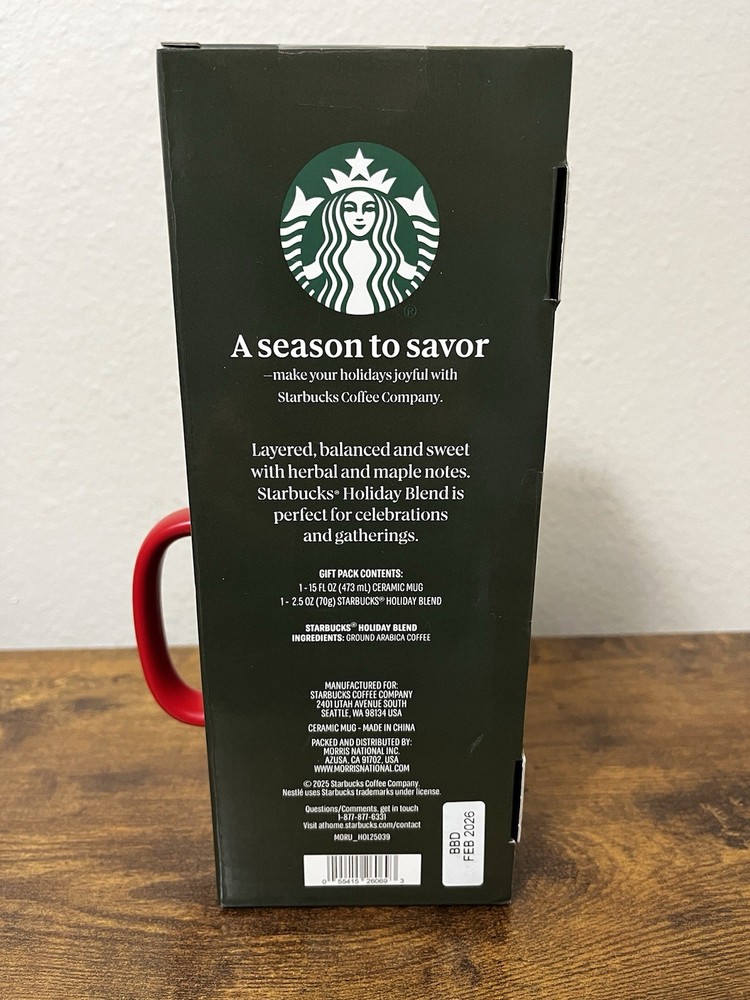 ®
A season to savor
—make your holidays joyful with
Starbucks Coffee Company.
Layered, balanced and sweet
with herbal and maple notes.
Starbucks® Holiday Blend is
perfect for celebrations
and gatherings.
GIFT PACK CONTENTS:
1 - 15 FL OZ (473 mL) CERAMIC MUG
1 - 2.5 OZ (70g) STARBUCKS® HOLIDAY BLEND
STARBUCKS® HOLIDAY BLEND
INGREDIENTS: GROUND ARABICA COFFEE
MANUFACTURED FOR:
STARBUCKS COFFEE COMPANY
2401 UTAH AVENUE SOUTH
SEATTLE, WA 98134 USA
CERAMIC MUG - MADE IN CHINA
PACKED AND DISTRIBUTED BY:
MORRIS NATIONAL INC.
AZUSA, CA 91702, USA
WWW.MORRISNATIONAL.COM
© 2025 Starbucks Coffee Company.
Nestlé uses Starbucks trademarks under license.
Questions/Comments, get in touch
1-877-877-6331
Visit athome.starbucks.com/contact
MORU_HOL25039
0 55415 26069 3
BBD
FEB 2026